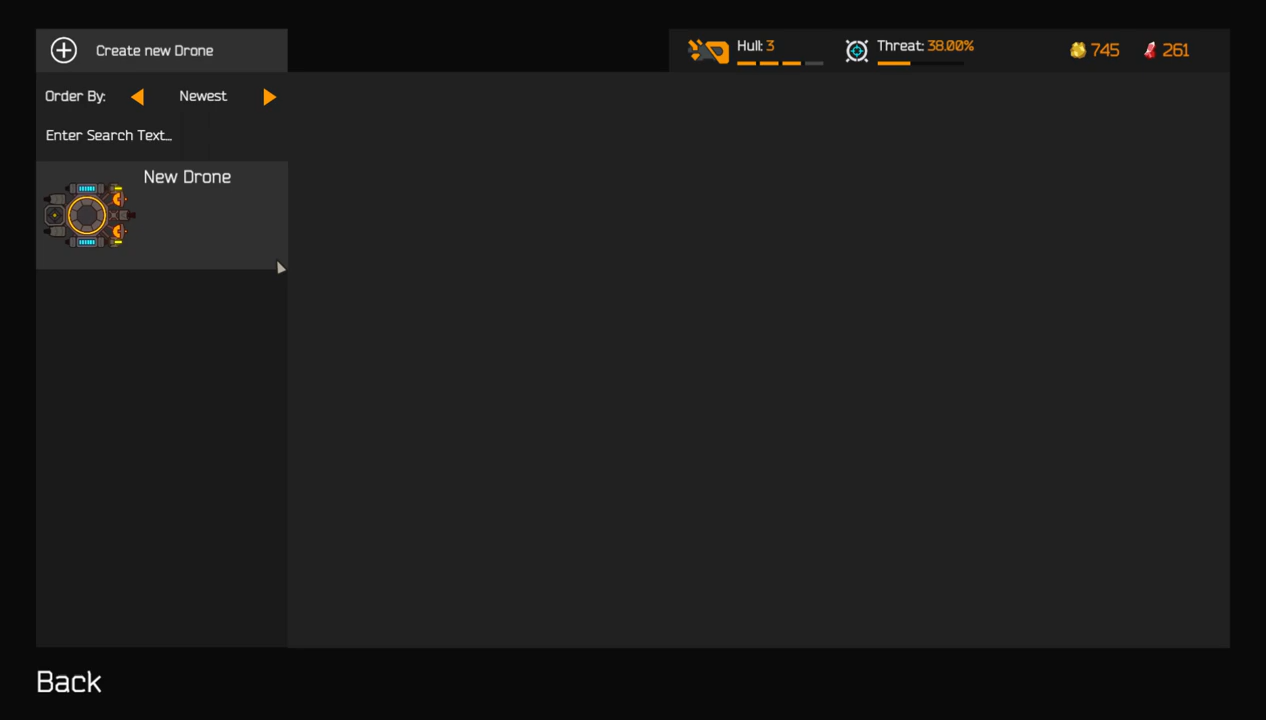 Create new Drone
Hull: 3
Threat: 38.00%
745
261
Order By:
Newest
Enter Search Text...
New Drone
Back